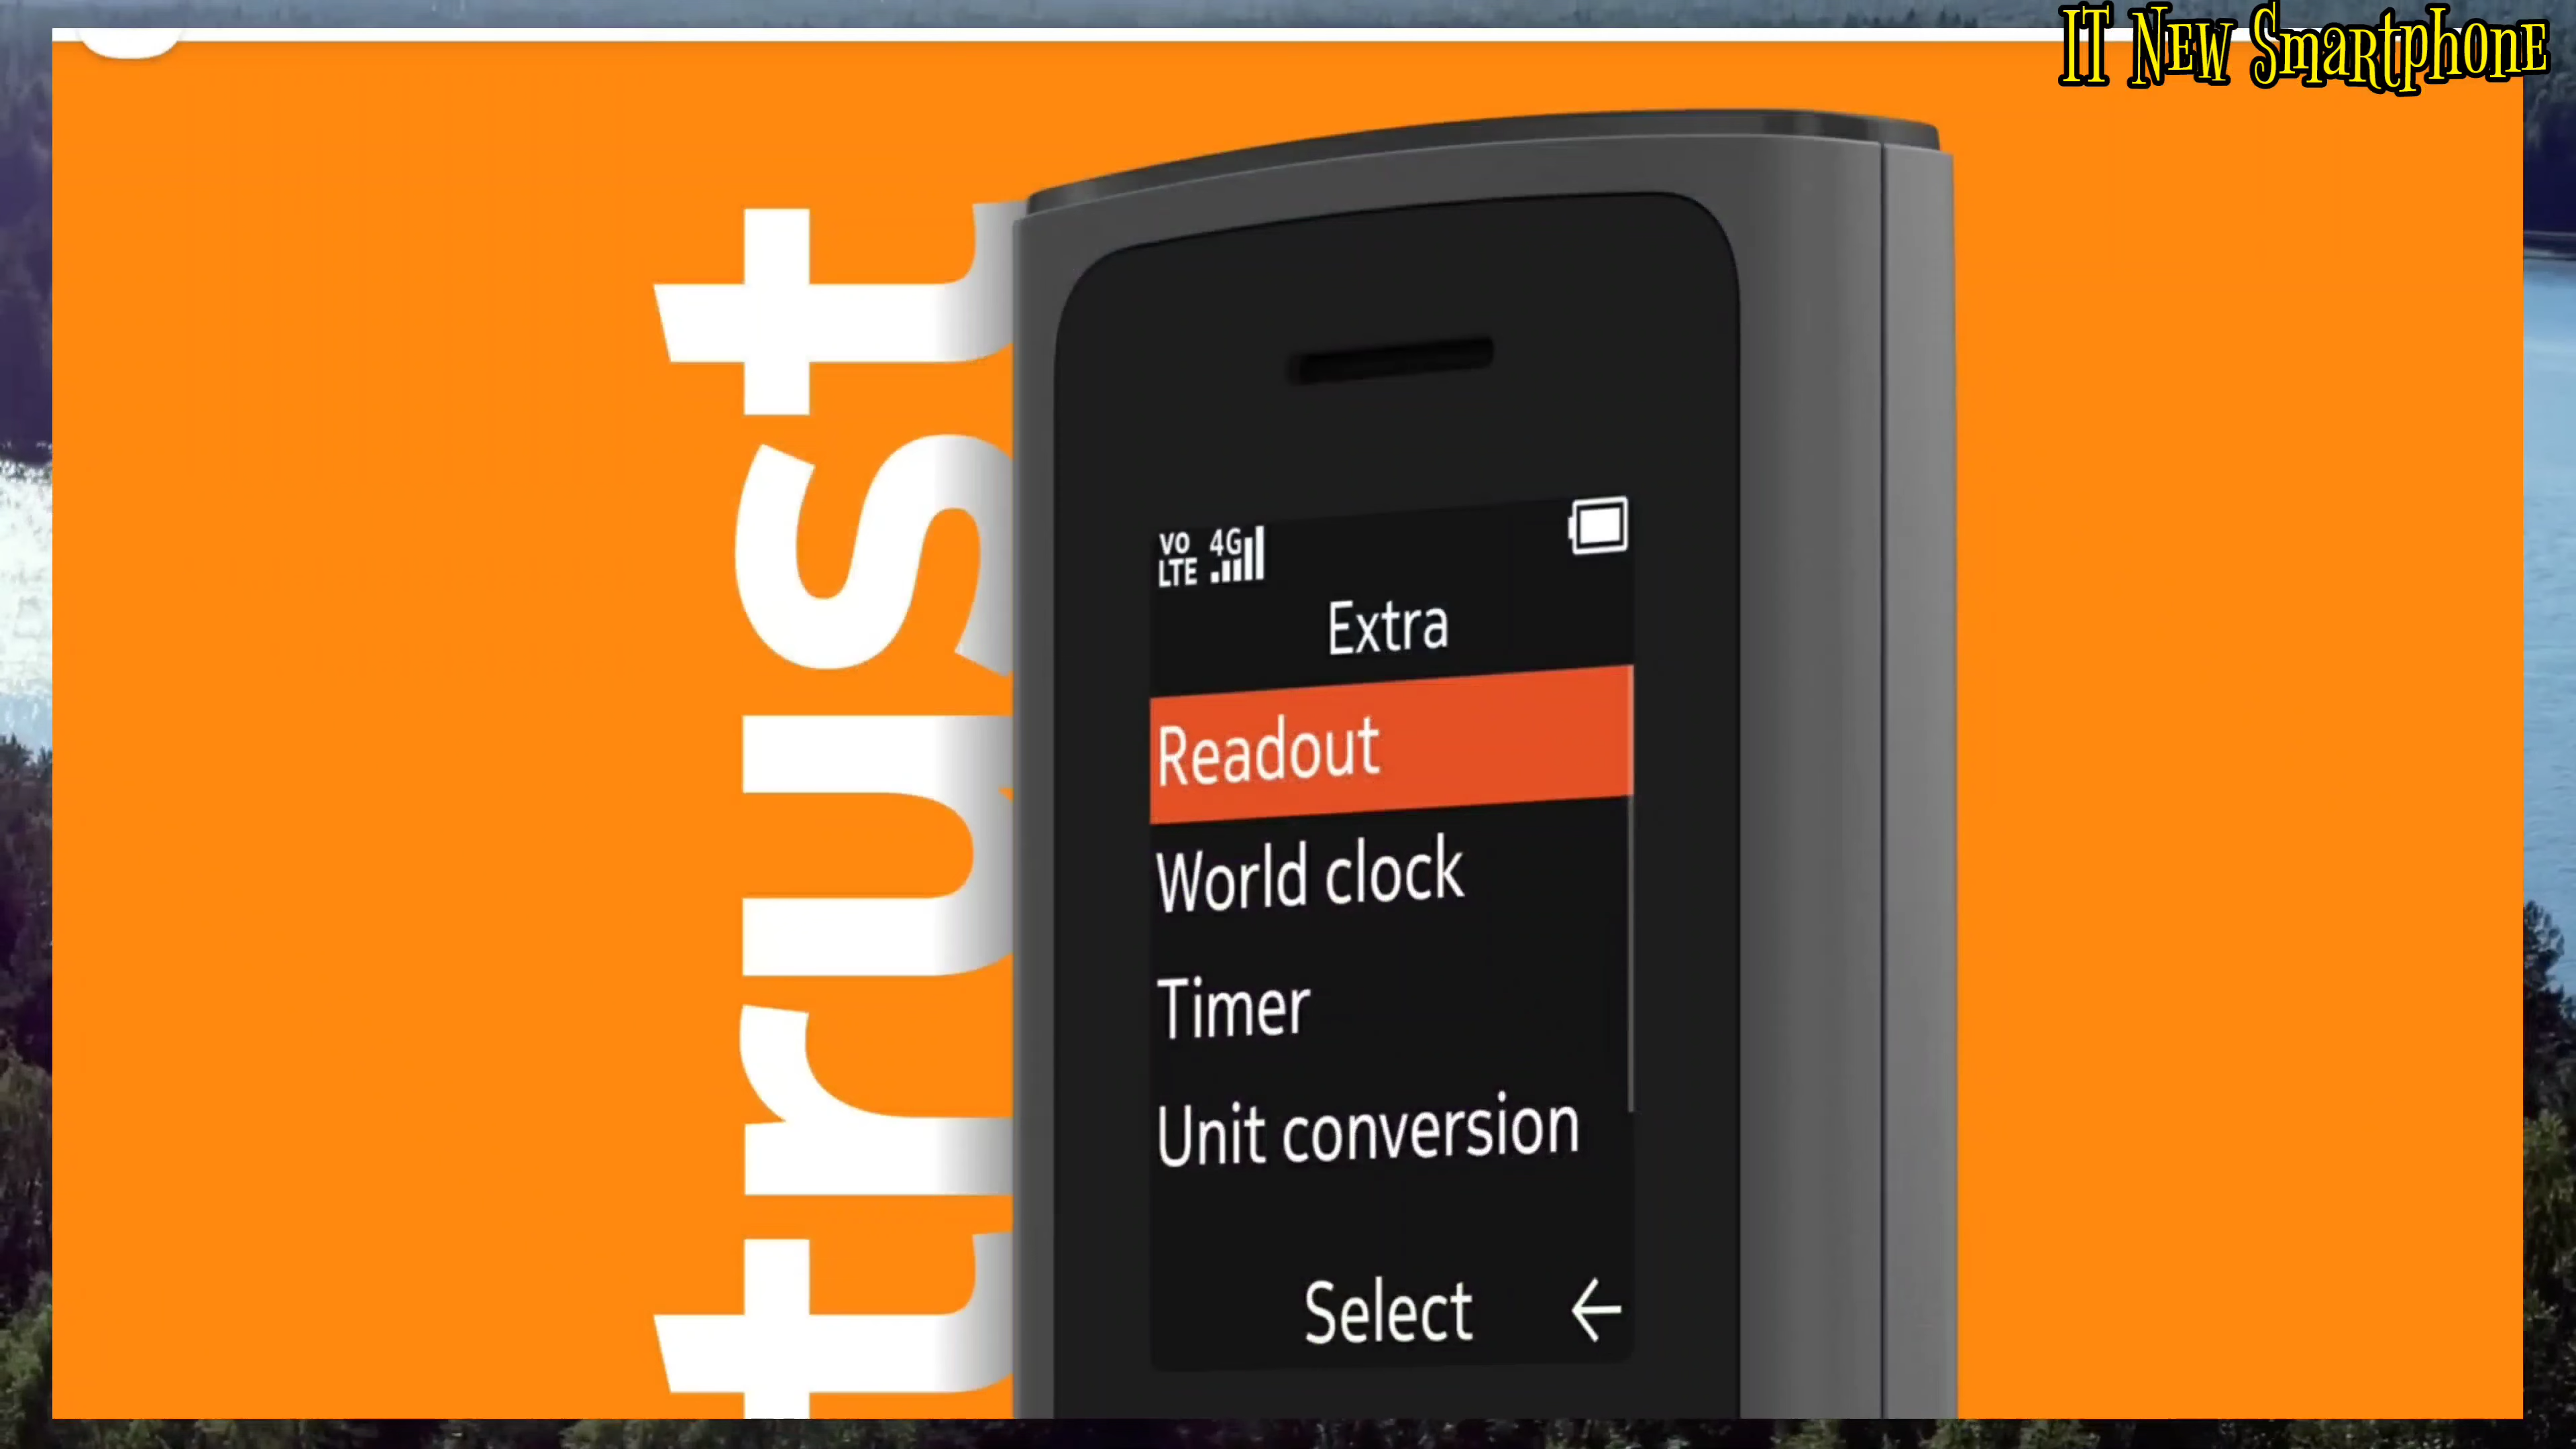 IT New Smartphone
trust
VO LTE 4G
Extra
Readout
World clock
Timer
Unit conversion
Select